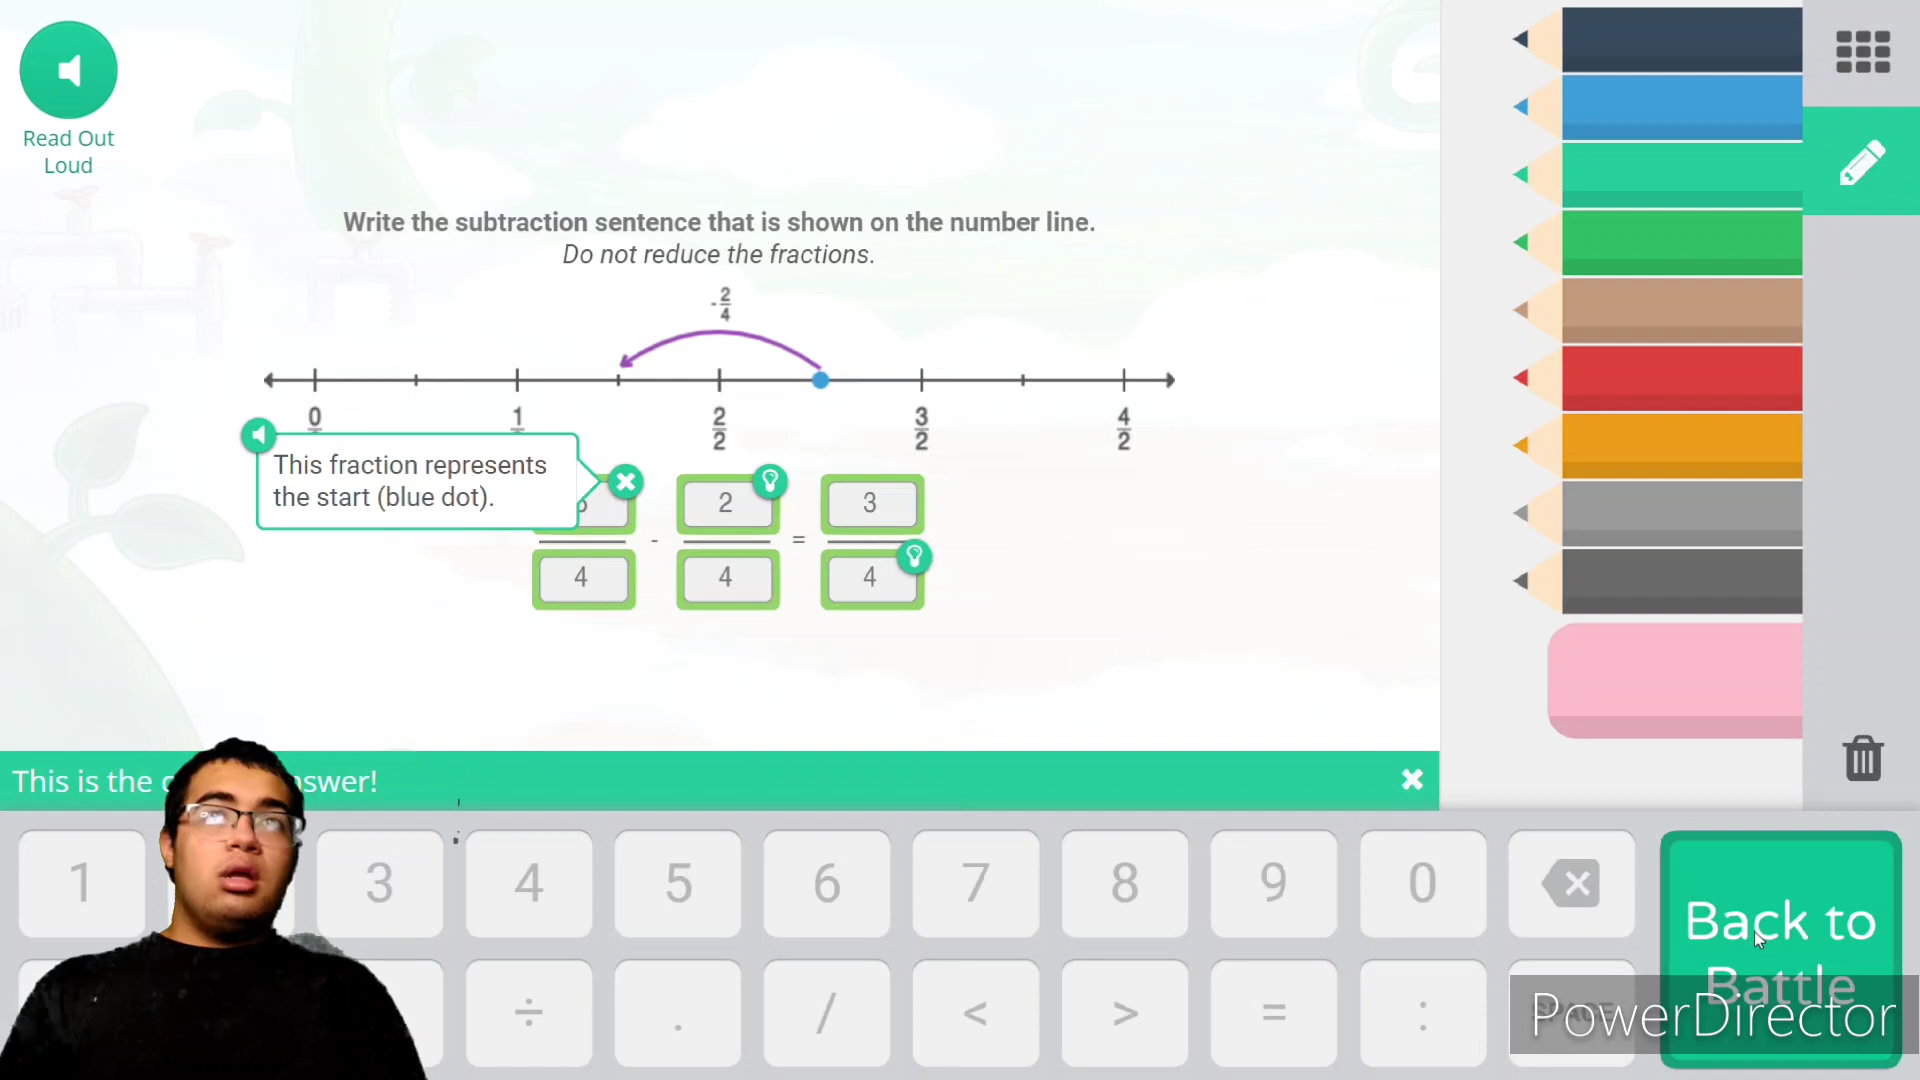 Read Out
Loud
Write the subtraction sentence that is shown on the number line.
Do not reduce the fractions.
- 2/4
0 1 2/2 3/2 4/2
This fraction represents
the start (blue dot).
- 2 = 3
4 4 4
This is the nswer!
1 3 4 5 6 7 8 9 0
Back to
Battle
÷ . / < > = :
PowerDirector